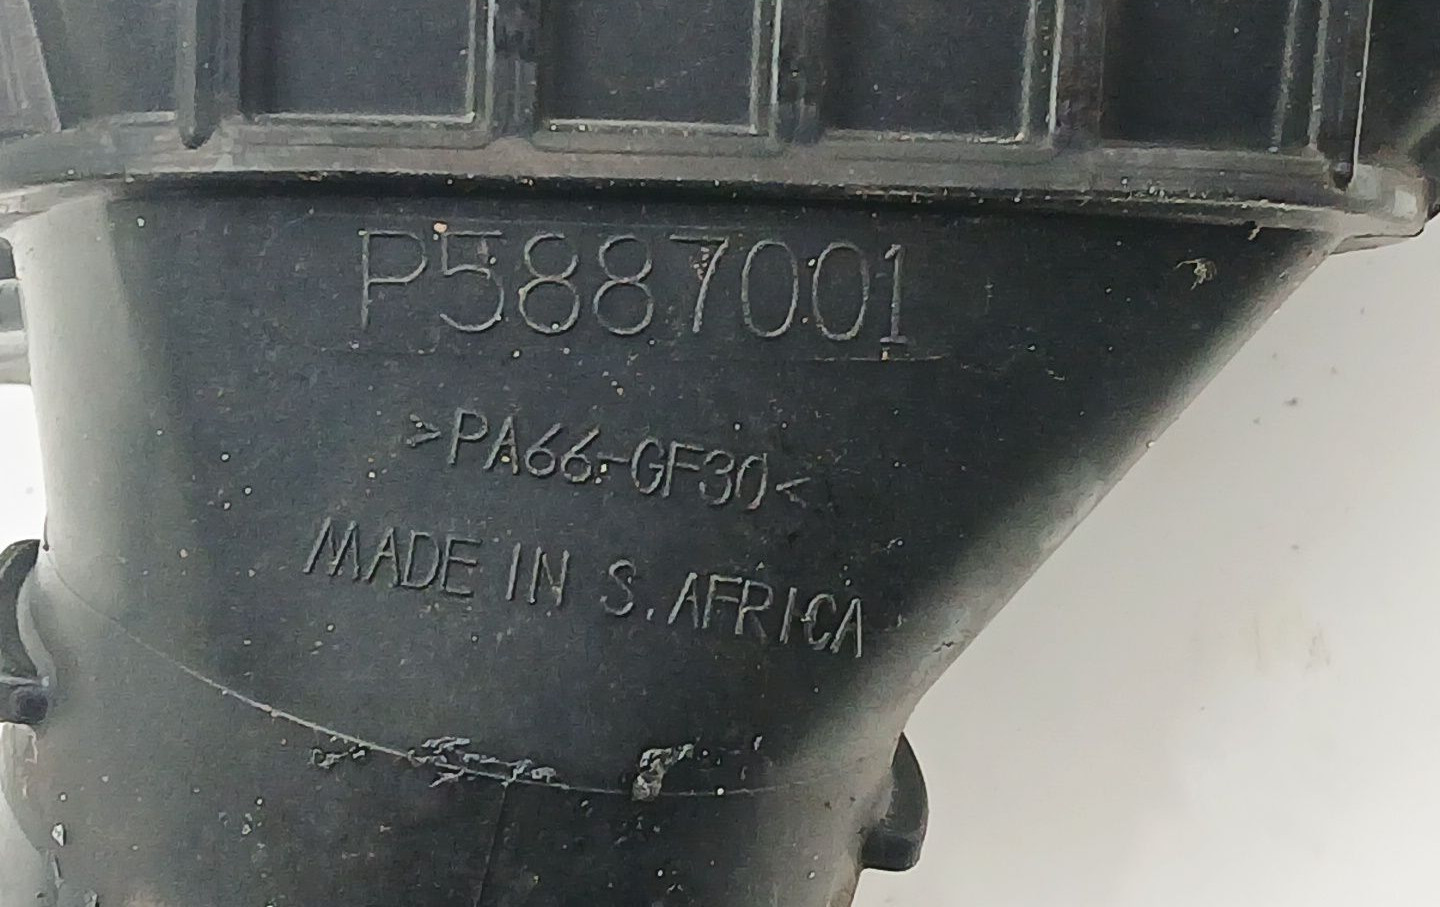 P5887001
>PA66-GF30<
MADE IN S.AFRICA